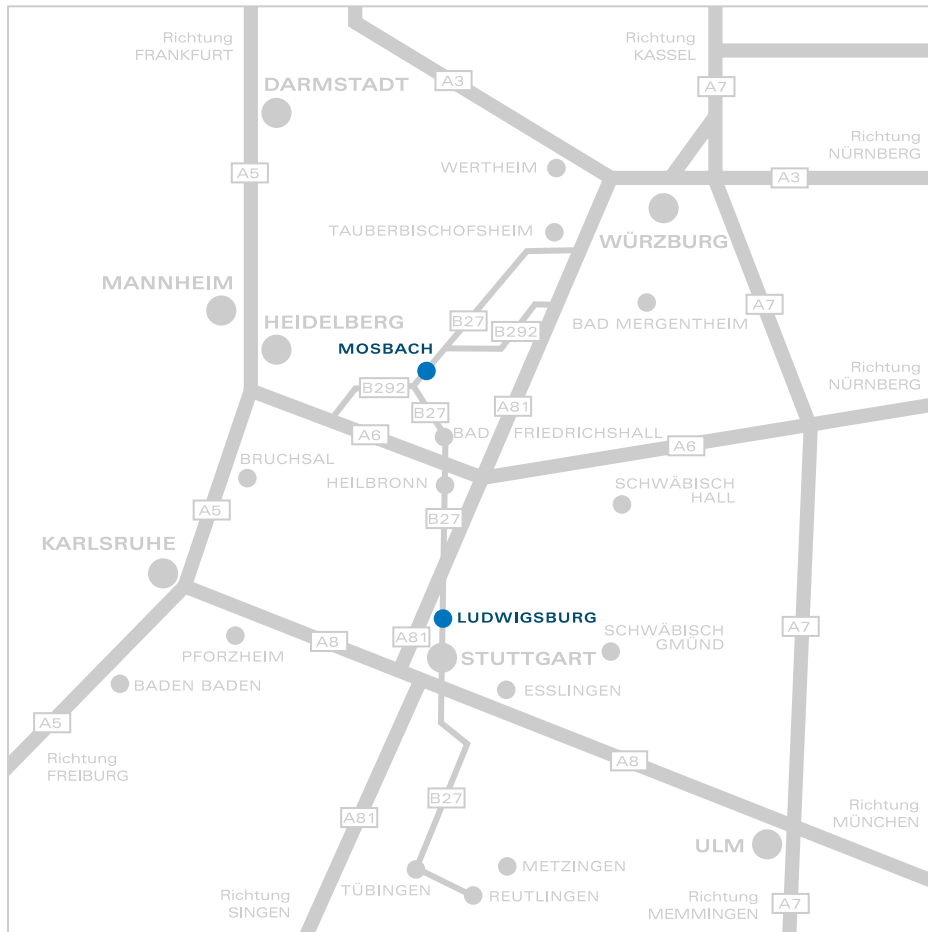 Richtung
FRANKFURT
Richtung
KASSEL
DARMSTADT
A3
A7
Richtung
NÜRNBERG
WERTHEIM
A5
A3
TAUBERBISCHOFSHEIM
WÜRZBURG
MANNHEIM
A7
BAD MERGENTHEIM
HEIDELBERG
B27
B292
MOSBACH
Richtung
NÜRNBERG
B292
A81
B27
A6
BAD FRIEDRICHSHALL
A6
BRUCHSAL
HEILBRONN
SCHWÄBISCH
HALL
A5
B27
KARLSRUHE
LUDWIGSBURG
A7
A8
A81
SCHWÄBISCH
GMÜND
PFORZHEIM
STUTTGART
BADEN BADEN
ESSLINGEN
A5
Richtung
FREIBURG
A8
B27
Richtung
MÜNCHEN
A81
ULM
METZINGEN
TÜBINGEN
REUTLINGEN
Richtung
SINGEN
Richtung
MEMMINGEN
A7